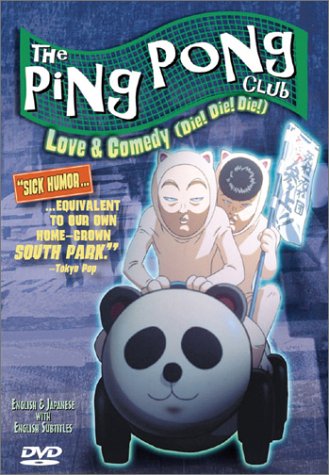 THE
PiNG PONG
CLUB
Love & Comedy (Die! Die! Die!)
"SICK HUMOR...
...EQUIVALENT
TO OUR OWN
HOME-GROWN
SOUTH PARK."
-Tokyo Pop
ENGLISH & JAPANESE
WITH
ENGLISH SUBTITLES
DVD